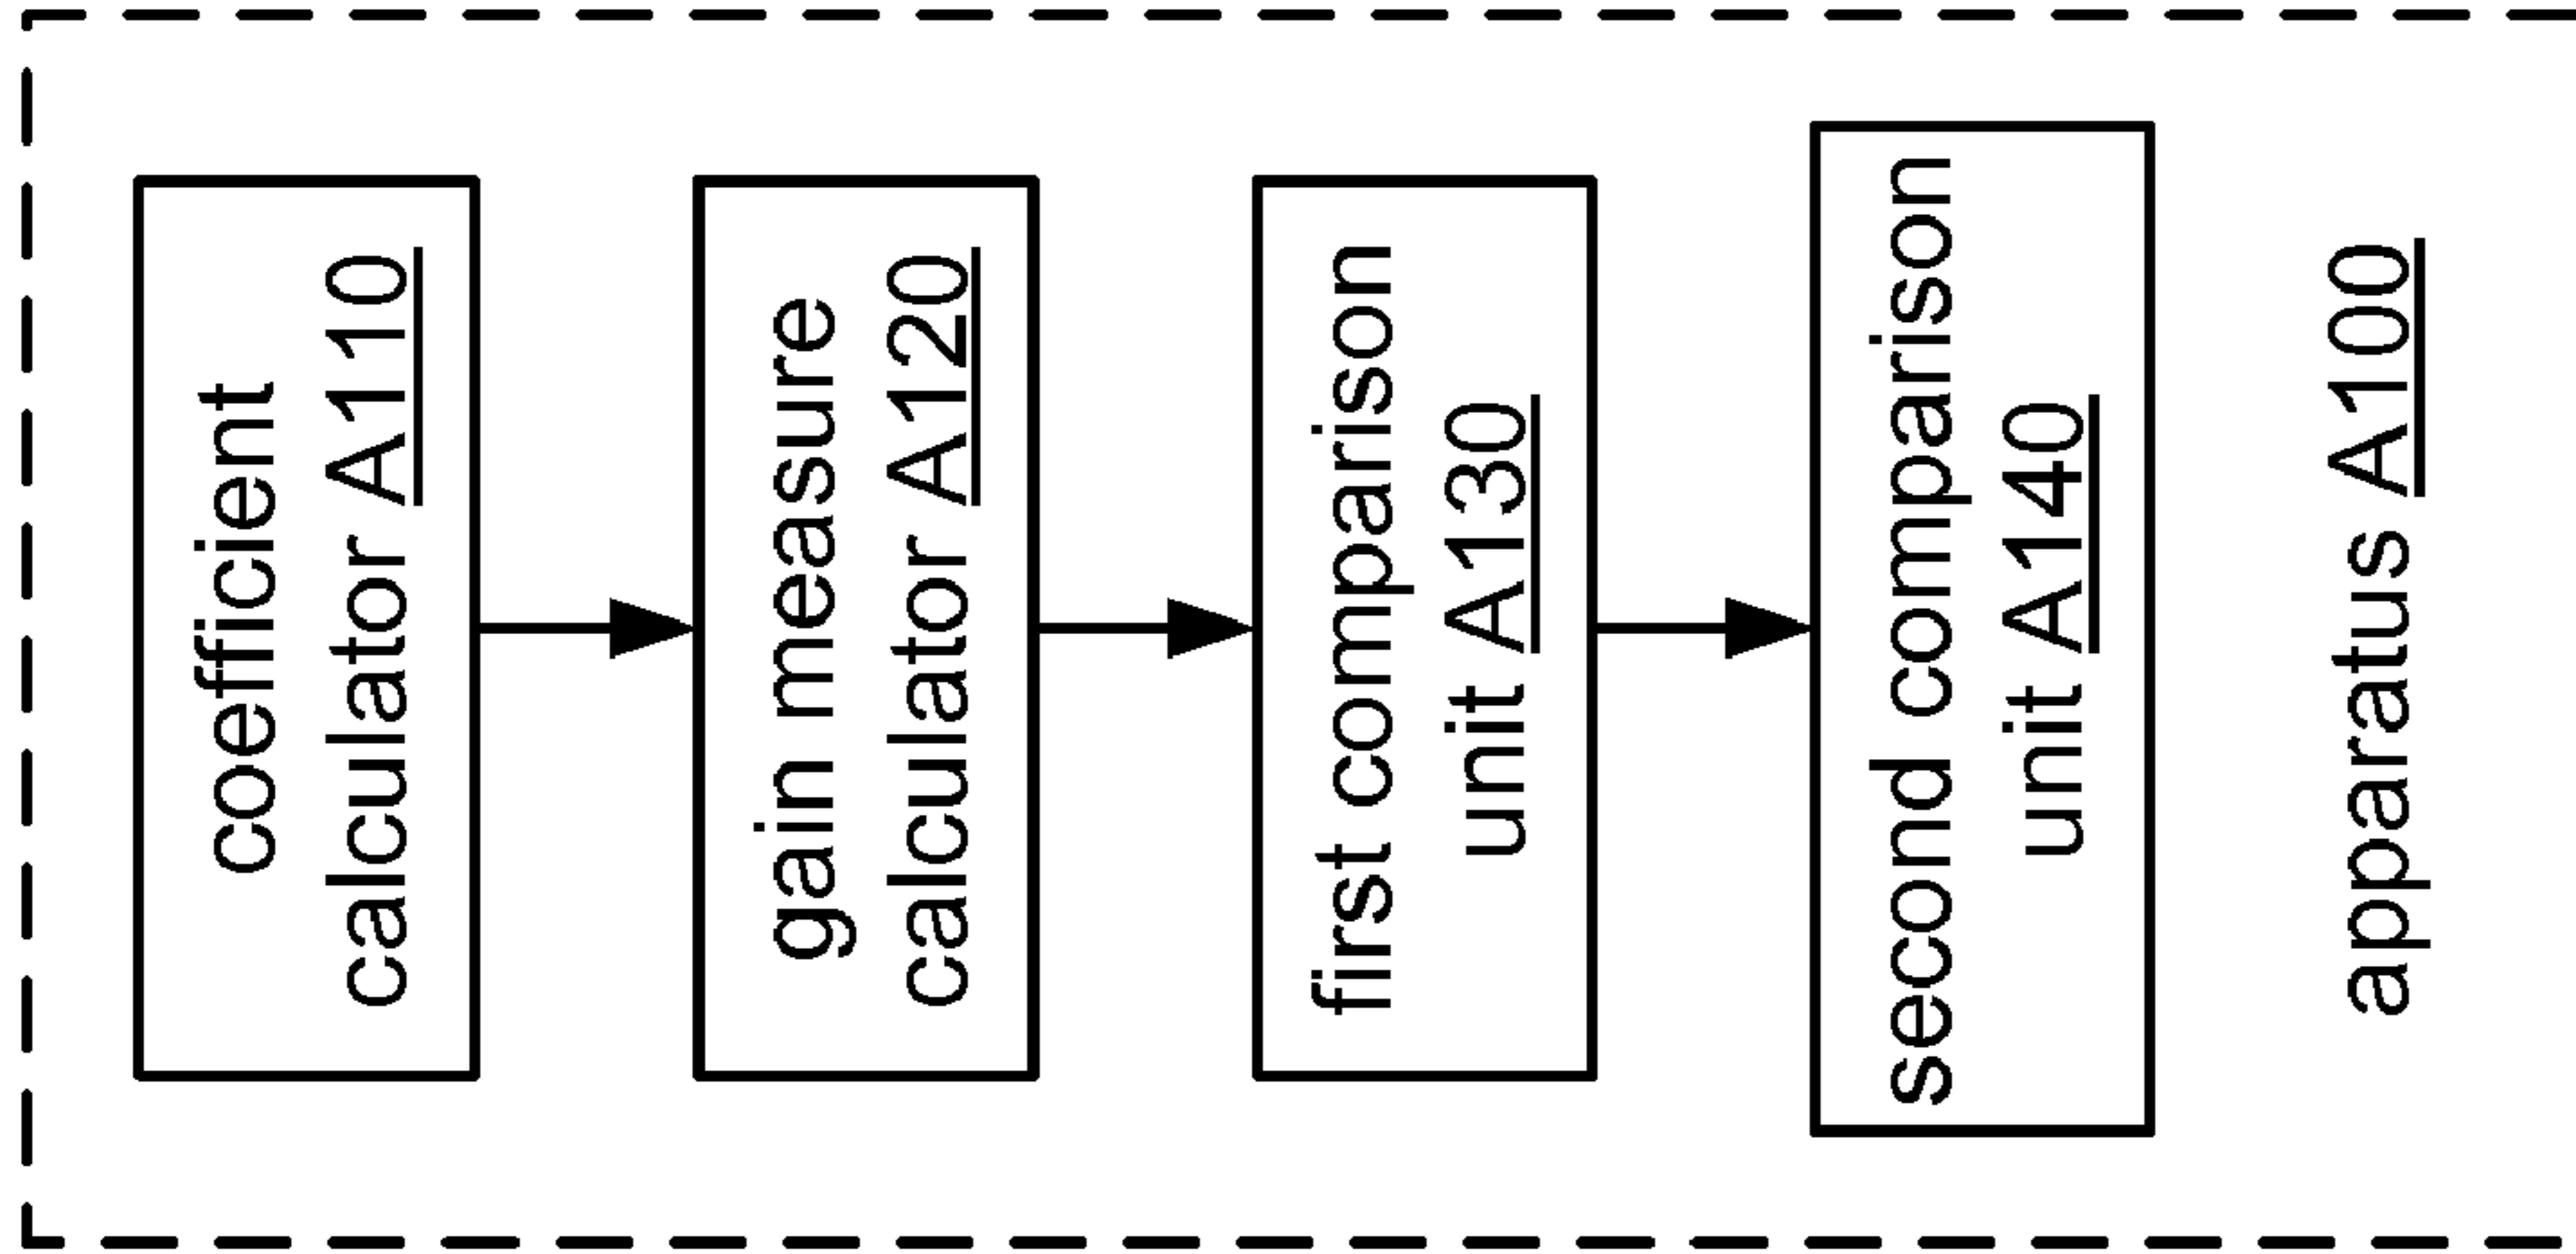 coefficient
calculator A110
gain measure
calculator A120
first comparison
unit A130
second comparison
unit A140
apparatus A100